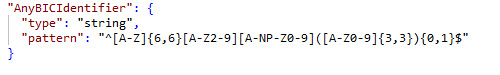 "AnyBICIdentifier": {
"type": "string",
"pattern": "^[A-Z]{6,6}[A-Z2-9][A-NP-Z0-9]([A-Z0-9]{3,3}){0,1}$"
}